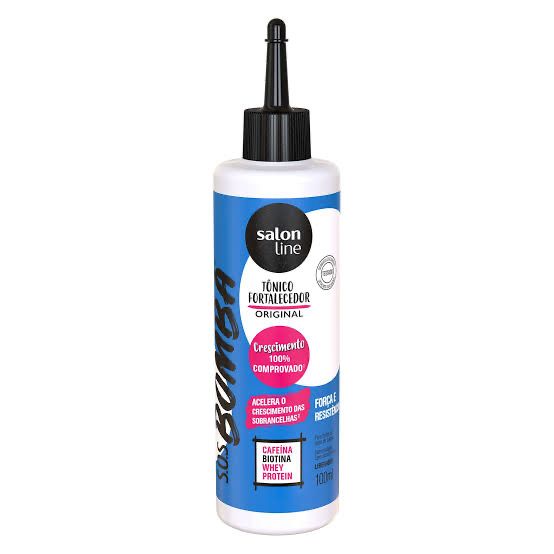 salon
line
TÔNICO
FORTALECEDOR
ORIGINAL
Crescimento
100%
COMPROVADO
ACELERA O
CRESCIMENTO DAS
SOBRANCELHAS
S.O.S BOMBA
CAFEÍNA
BIOTINA
WHEY
PROTEIN
FORÇA E
100ml